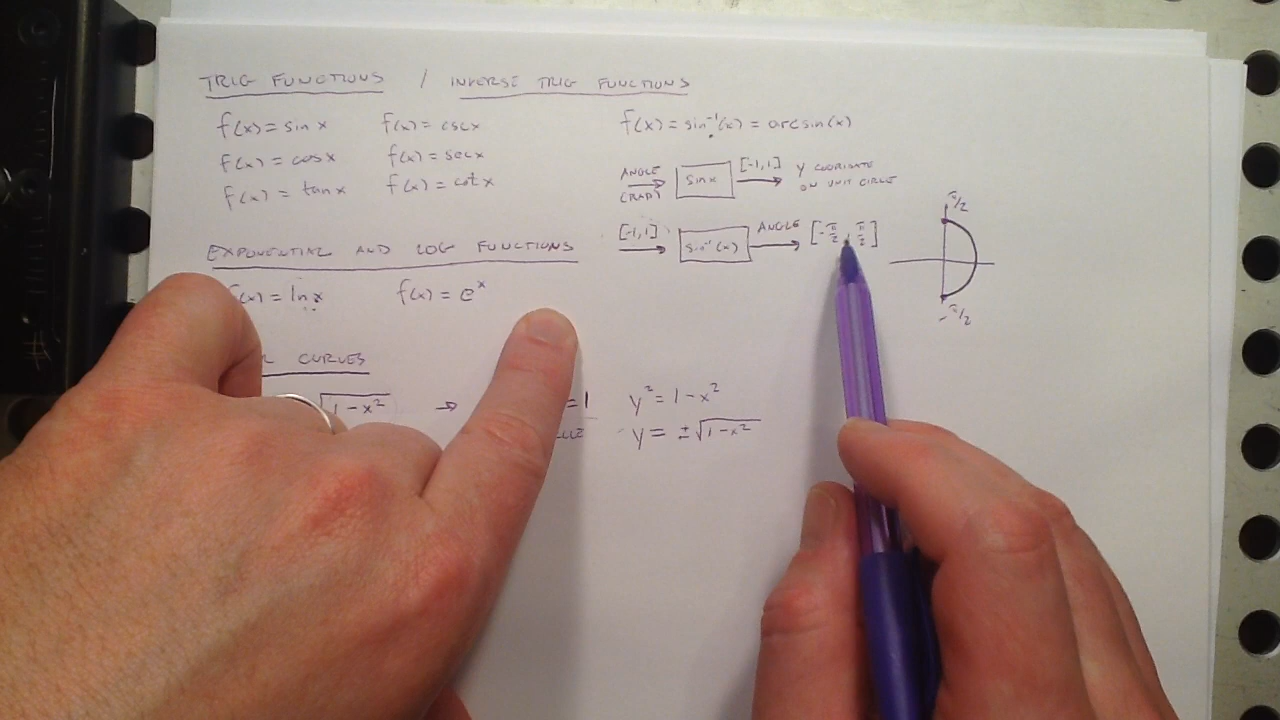 TRIG FUNCTIONS / INVERSE TRIG FUNCTIONS
f(x) = sin x f(x) = csc x
f(x) = cos x f(x) = sec x
f(x) = tan x f(x) = cot x
f(x) = sin⁻¹(x) = arcsin(x)
ANGLE (RAD) → sin x [-1,1] → Y COORDINATE
ON UNIT CIRCLE
[-1,1] → sin⁻¹(x) ANGLE → [-π/2, π/2]
π/2
-π/2
EXPONENTIAL AND LOG FUNCTIONS
f(x) = ln x f(x) = e^x
CURVES
√(1-x²) → =1 y² = 1-x²
y = ±√(1-x²)